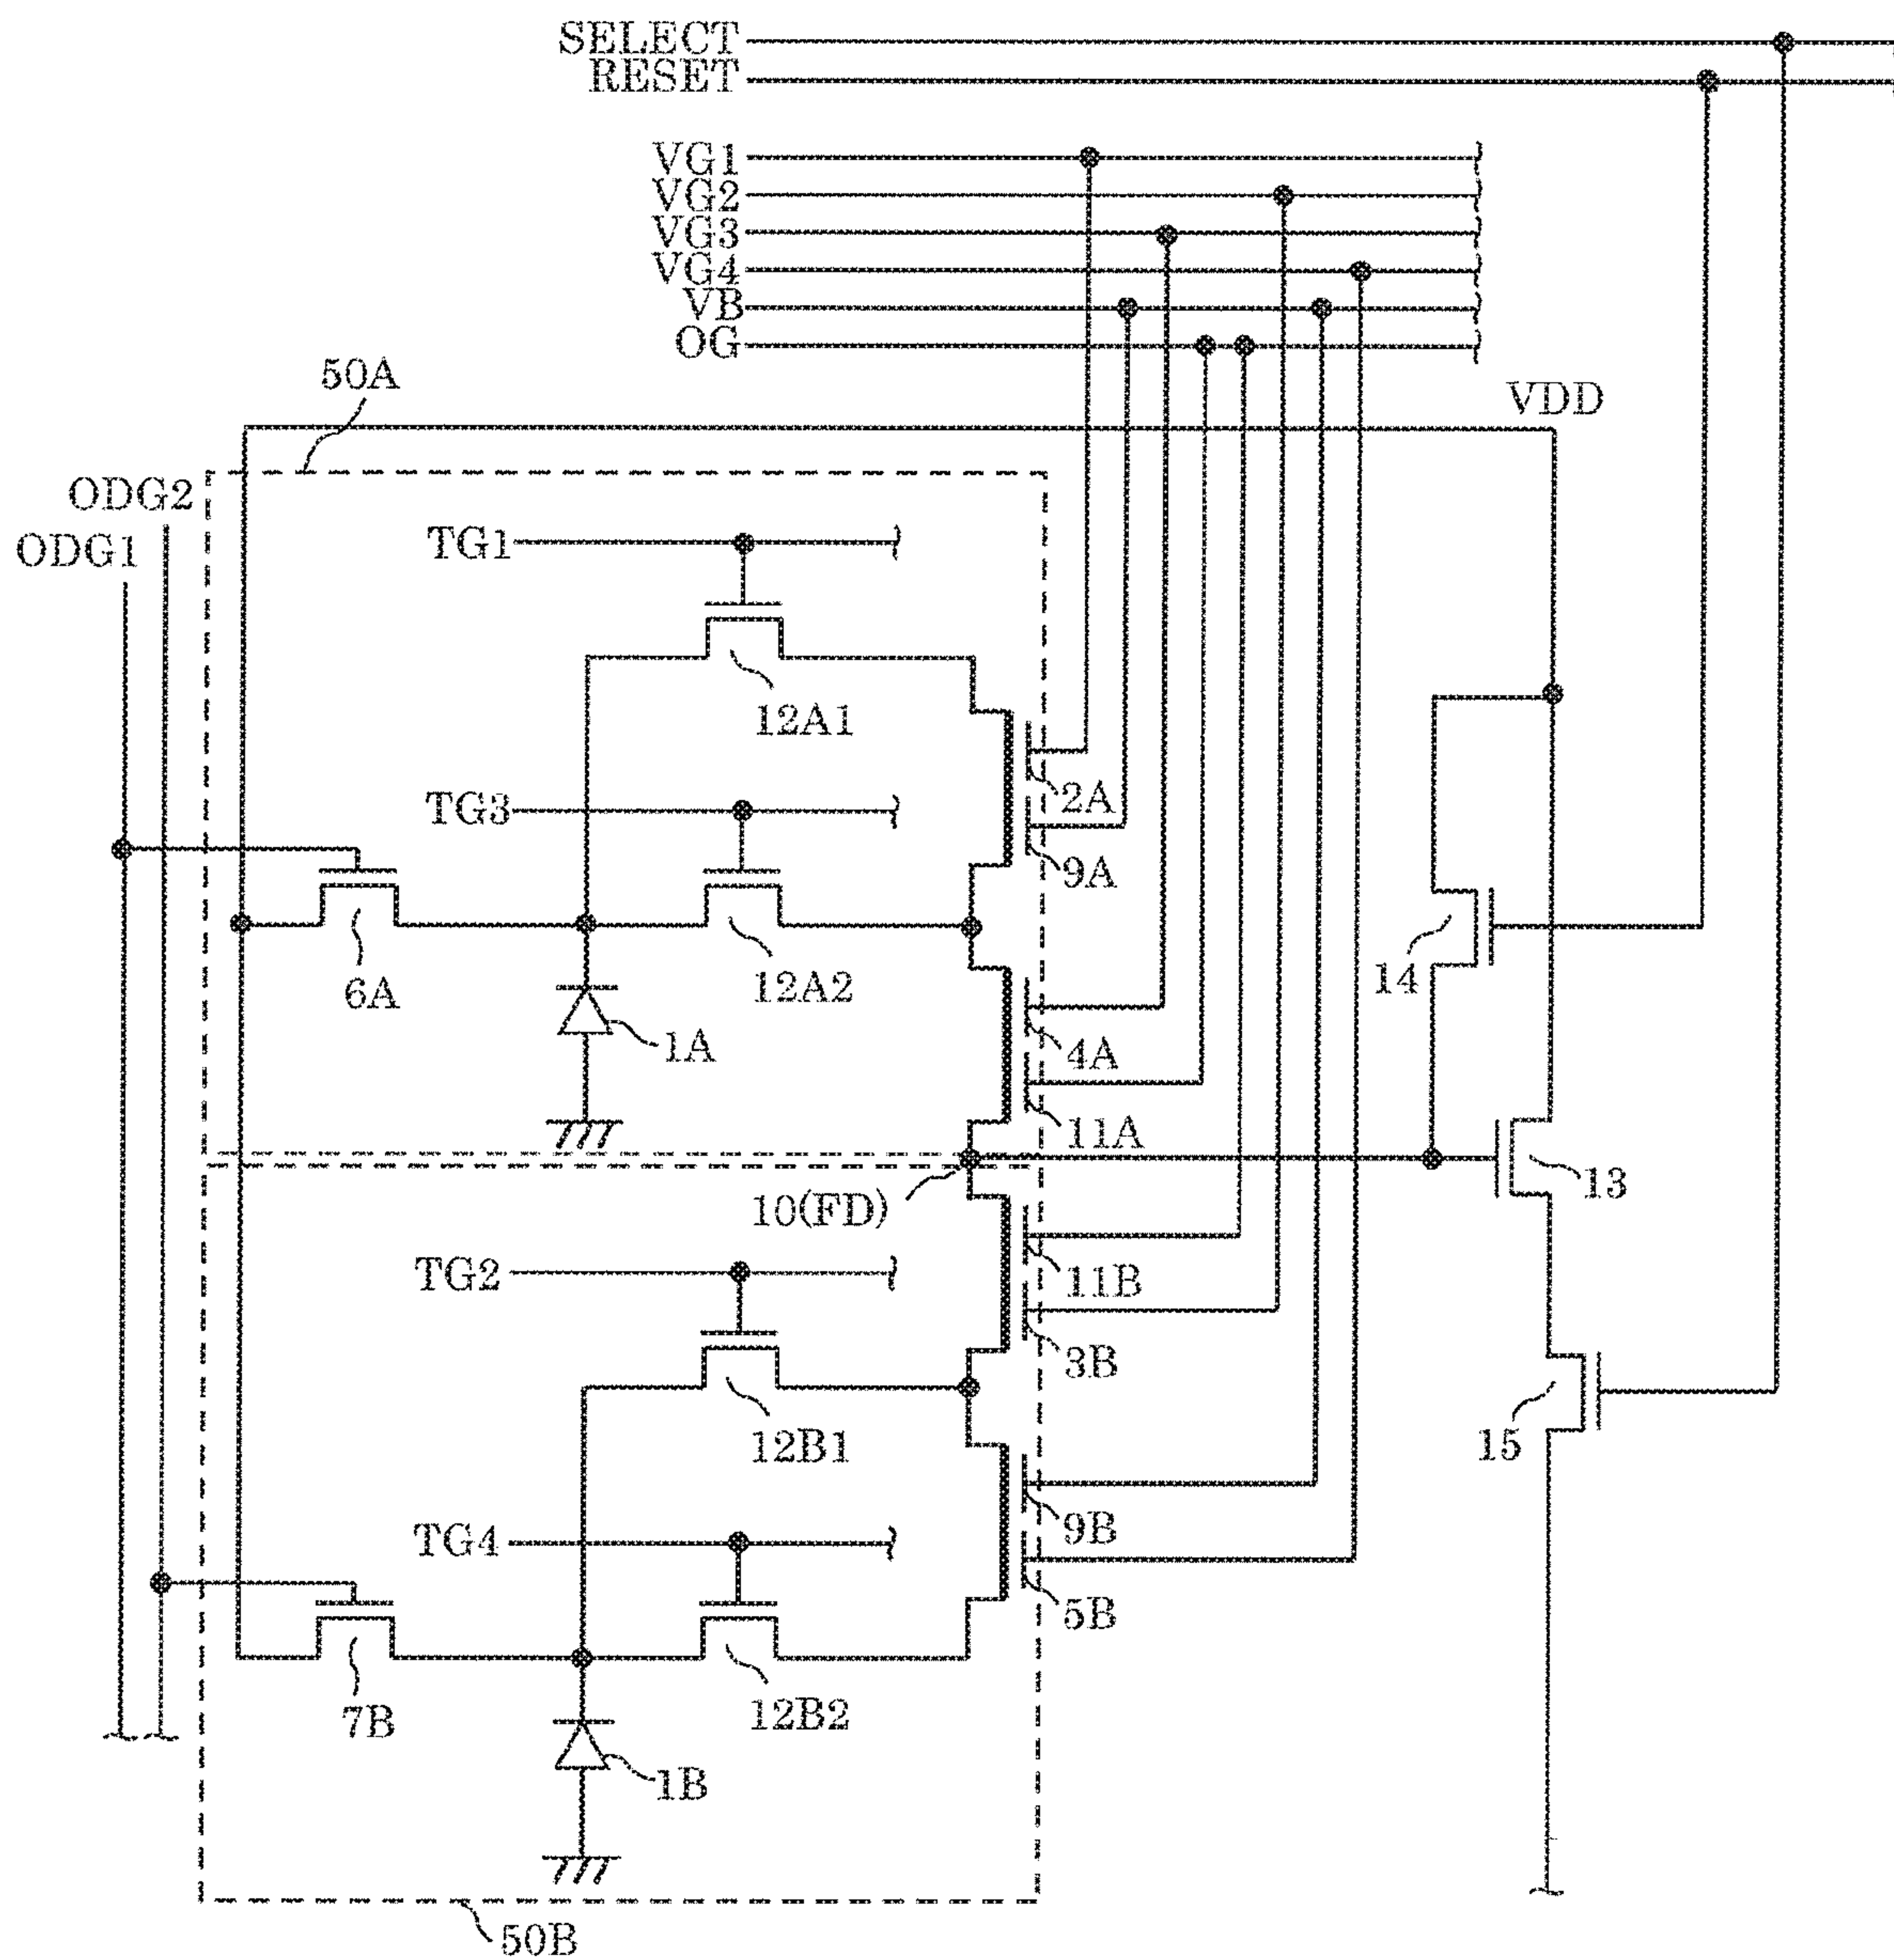 SELECT
RESET
VG1
VG2
VG3
VG4
VB
OG
50A
VDD
ODG2
ODG1
TG1
12A1
2A
TG3
9A
6A
12A2
14
1A
4A
11A
10(FD)
13
TG2
11B
3B
12B1
15
9B
TG4
5B
7B
12B2
1B
50B